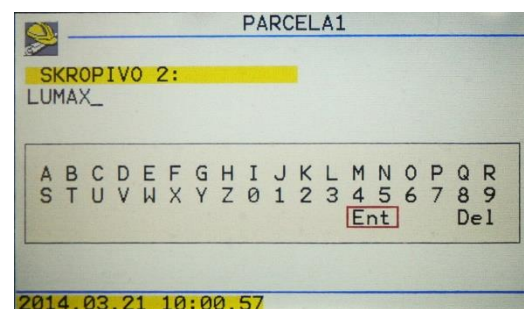 PARCELA1
SKROPIVO 2:
LUMAX_
A B C D E F G H I J K L M N O P Q R
S T U V W X Y Z 0 1 2 3 4 5 6 7 8 9
Ent Del
2014.03.21 10:00.57